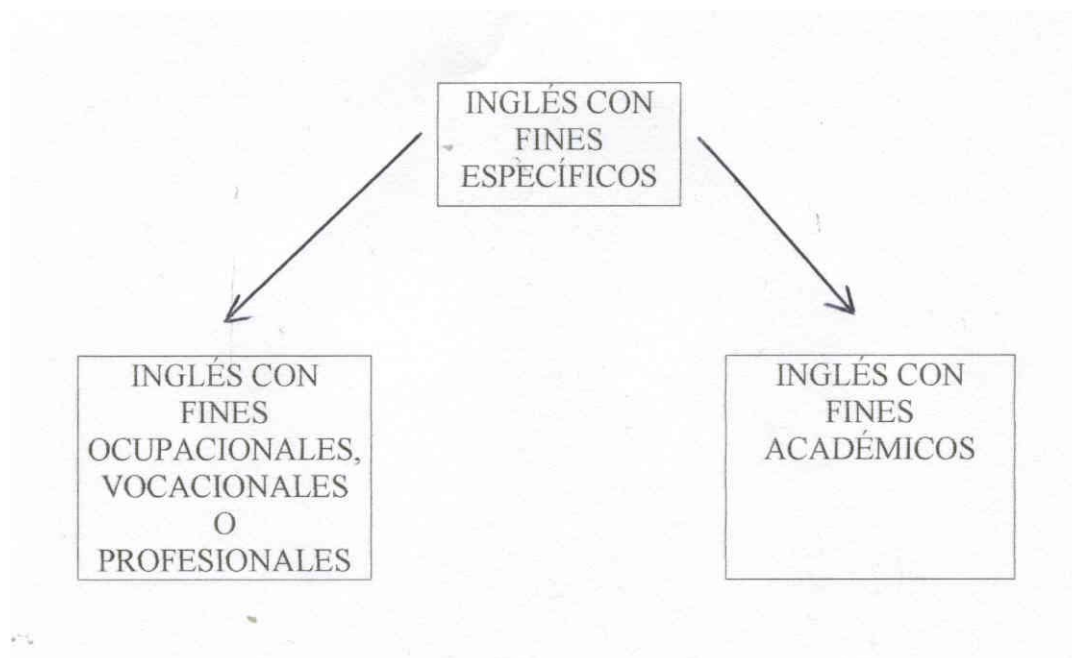 INGLÉS CON
FINES
ESPECÍFICOS
INGLÉS CON
FINES
OCUPACIONALES,
VOCACIONALES
O
PROFESIONALES
INGLÉS CON
FINES
ACADÉMICOS